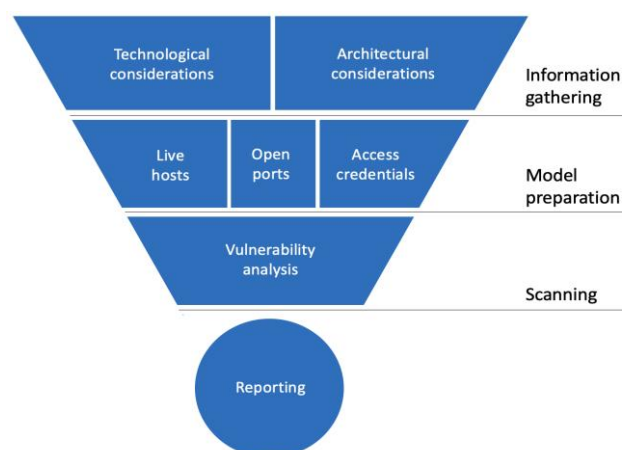 Technological
considerations
Architectural
considerations
Information
gathering
Live
hosts
Open
ports
Access
credentials
Model
preparation
Vulnerability
analysis
Scanning
Reporting